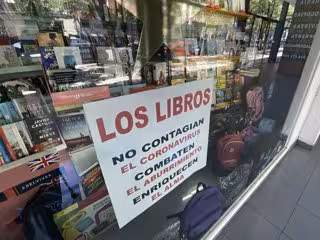 LOS LIBROS
NO CONTAGIAN
EL CORONAVIRUS
COMBATEN
EL ABURRIMIENTO
ENRIQUECEN
EL ALMA